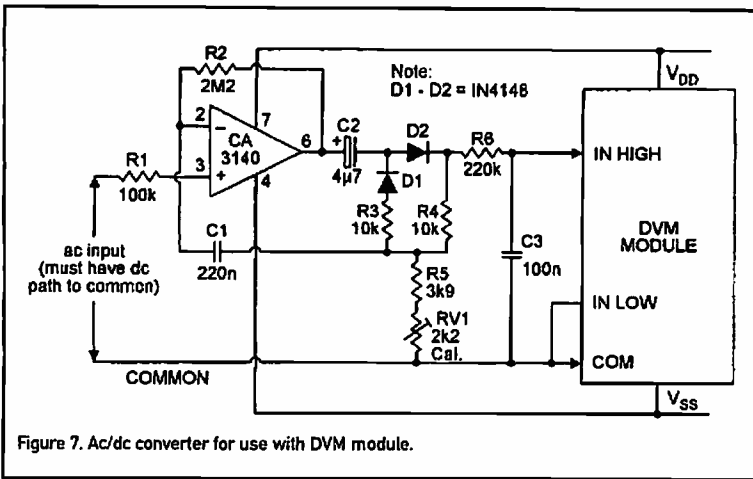 R2
2M2
Note:
D1 - D2 = IN4148
V_DD
2
7
CA
3140
6
3
4
R1
100k
+
C2
4μ7
D2
R6
220k
IN HIGH
D1
R3
10k
R4
10k
C1
220n
C3
100n
DVM
MODULE
ac input
(must have dc
path to common)
R5
3k9
RV1
2k2
Cal.
IN LOW
COM
COMMON
V_SS
Figure 7. Ac/dc converter for use with DVM module.